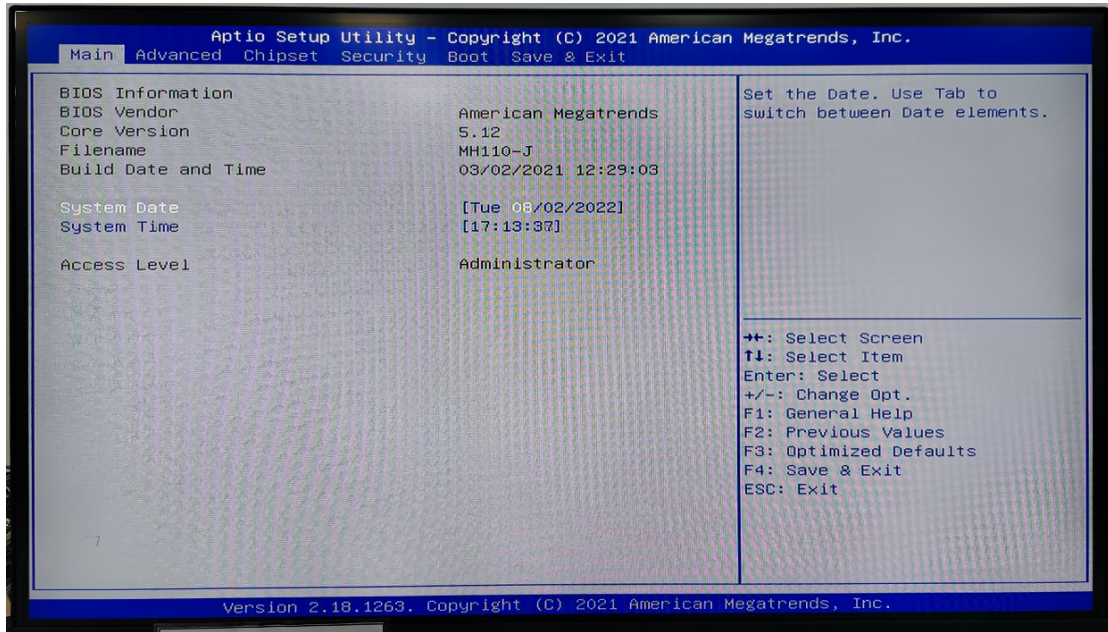 Aptio Setup Utility – Copyright (C) 2021 American Megatrends, Inc.
Main Advanced Chipset Security Boot Save & Exit
BIOS Information
BIOS Vendor American Megatrends
Core Version 5.12
Filename MH110-J
Build Date and Time 03/02/2021 12:29:03
System Date [Tue 08/02/2022]
System Time [17:13:37]
Access Level Administrator
Set the Date. Use Tab to
switch between Date elements.
→←: Select Screen
↑↓: Select Item
Enter: Select
+/-: Change Opt.
F1: General Help
F2: Previous Values
F3: Optimized Defaults
F4: Save & Exit
ESC: Exit
Version 2.18.1263. Copyright (C) 2021 American Megatrends, Inc.